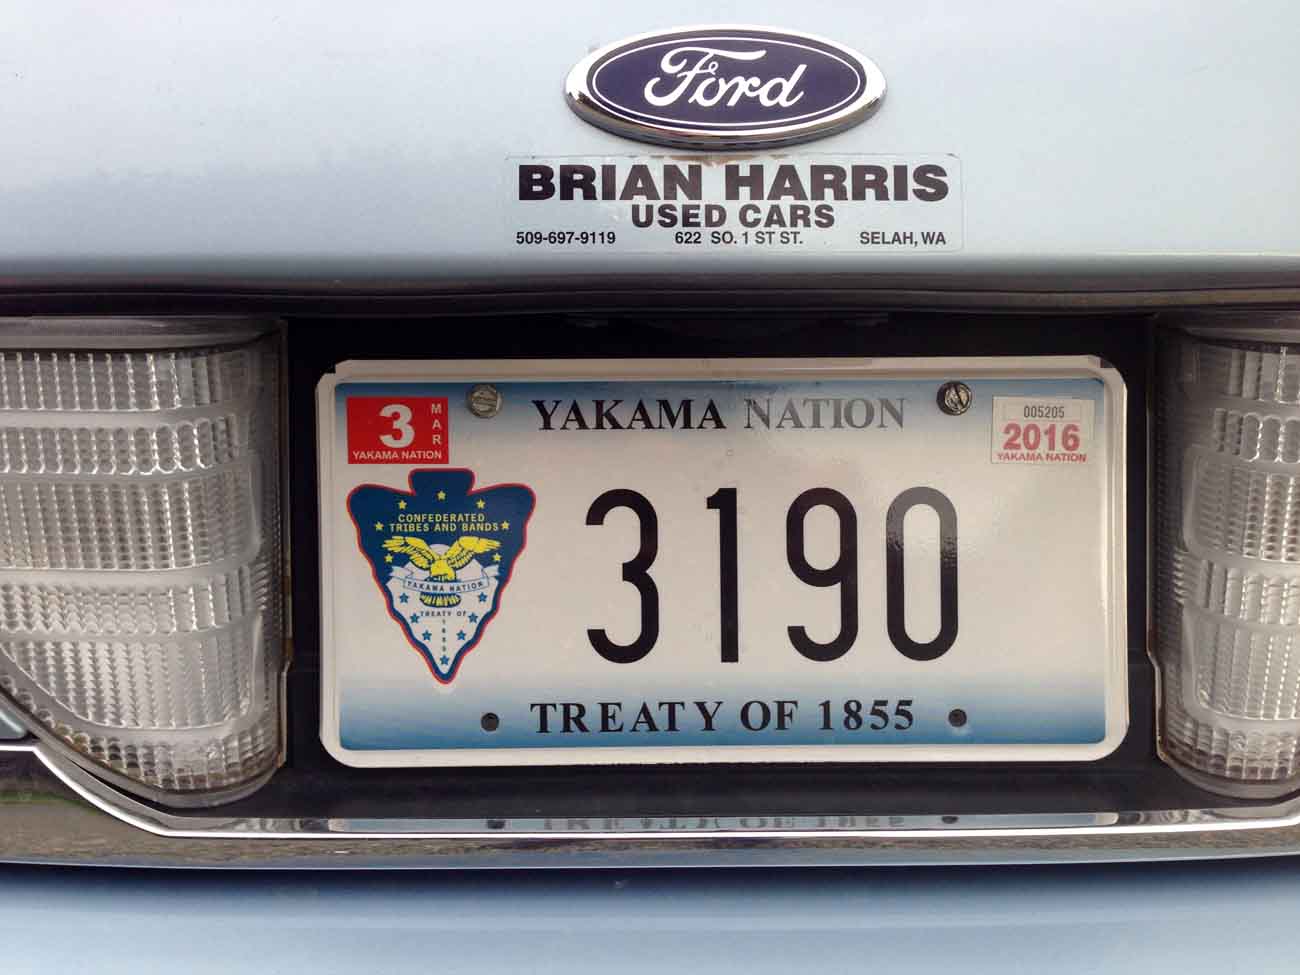 Ford
BRIAN HARRIS
USED CARS
509-697-9119 622 SO. 1 ST ST. SELAH, WA
3 MAR
YAKAMA NATION
YAKAMA NATION
005205
2016
YAKAMA NATION
CONFEDERATED
TRIBES AND BANDS
YAKAMA NATION
TREATY OF
1855
3190
TREATY OF 1855